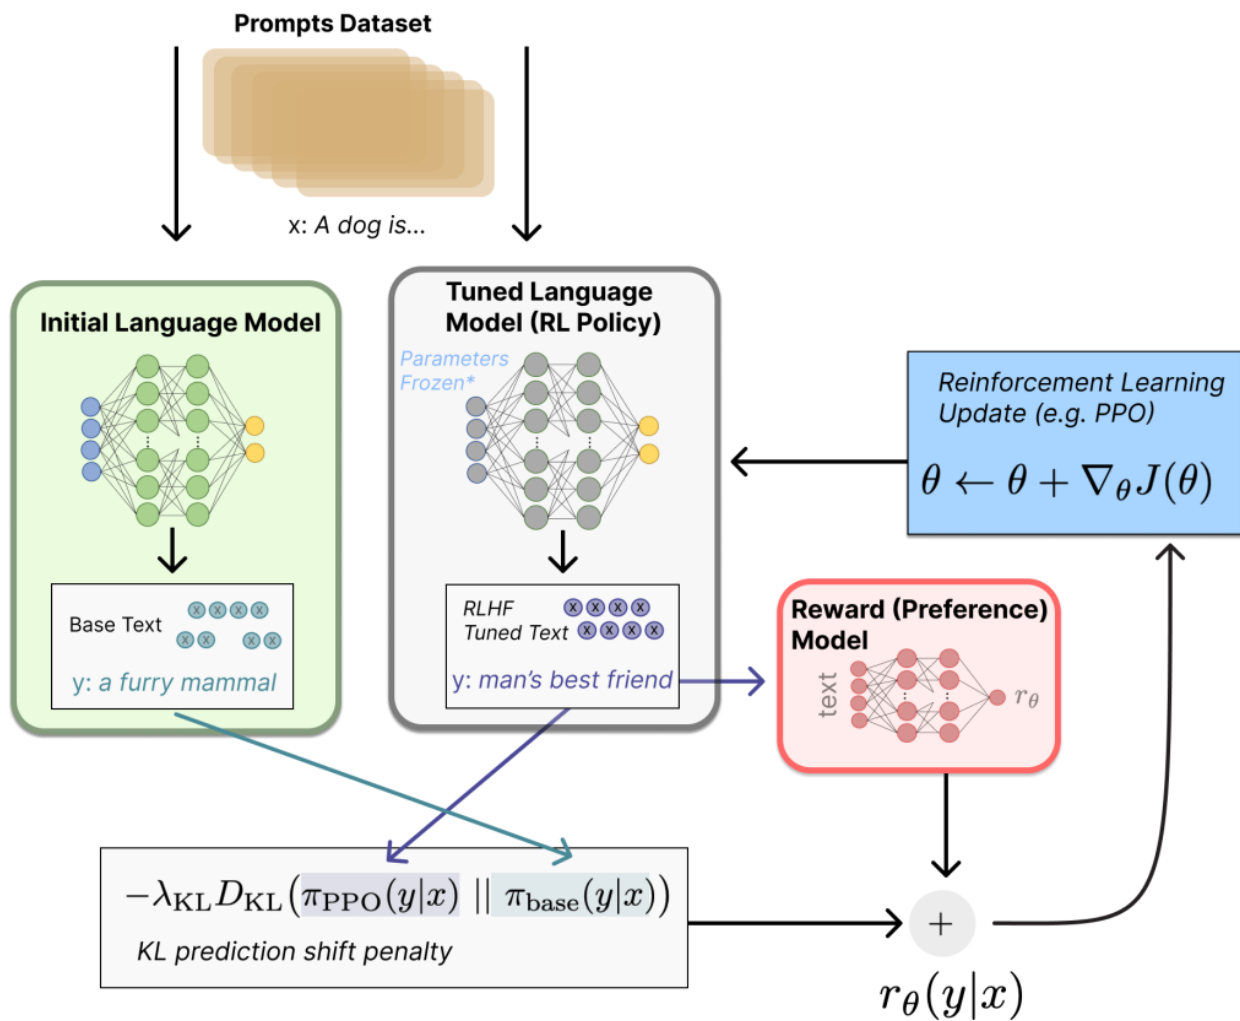 Prompts Dataset
x: A dog is...
Initial Language Model
Tuned Language
Model (RL Policy)
Parameters
Frozen*
Reinforcement Learning
Update (e.g. PPO)
θ ← θ + ∇θJ(θ)
Base Text
x x x x
x x x x
y: a furry mammal
RLHF
Tuned Text
x x x x
x x x x
y: man's best friend
Reward (Preference)
Model
text
rθ
−λKL DKL(πPPO(y|x) || πbase(y|x))
KL prediction shift penalty
+
rθ(y|x)